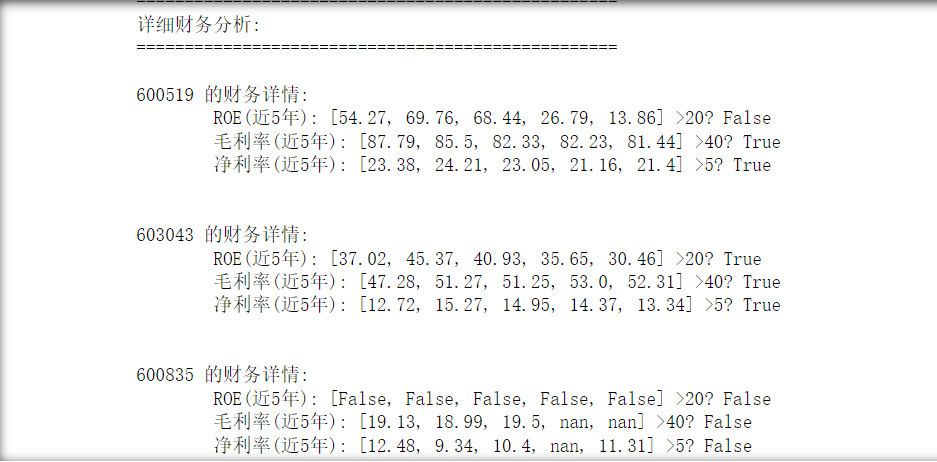 ==================================================
详细财务分析:
==================================================
600519 的财务详情:
ROE(近5年): [54.27, 69.76, 68.44, 26.79, 13.86] >20? False
毛利率(近5年): [87.79, 85.5, 82.33, 82.23, 81.44] >40? True
净利率(近5年): [23.38, 24.21, 23.05, 21.16, 21.4] >5? True
603043 的财务详情:
ROE(近5年): [37.02, 45.37, 40.93, 35.65, 30.46] >20? True
毛利率(近5年): [47.28, 51.27, 51.25, 53.0, 52.31] >40? True
净利率(近5年): [12.72, 15.27, 14.95, 14.37, 13.34] >5? True
600835 的财务详情:
ROE(近5年): [False, False, False, False, False] >20? False
毛利率(近5年): [19.13, 18.99, 19.5, nan, nan] >40? False
净利率(近5年): [12.48, 9.34, 10.4, nan, 11.31] >5? False